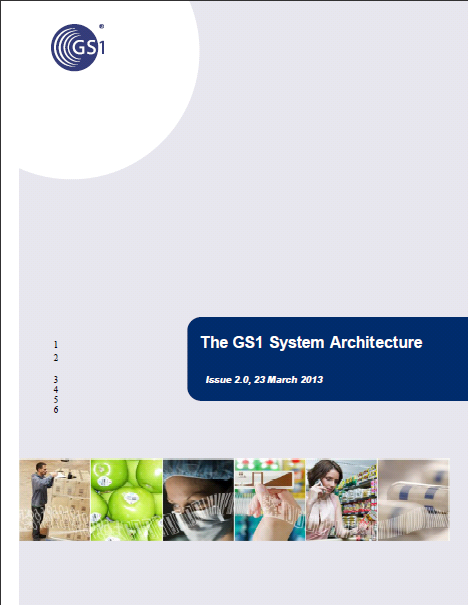 GS1
®
1
The GS1 System Architecture
2
3
Issue 2.0, 23 March 2013
4
5
6